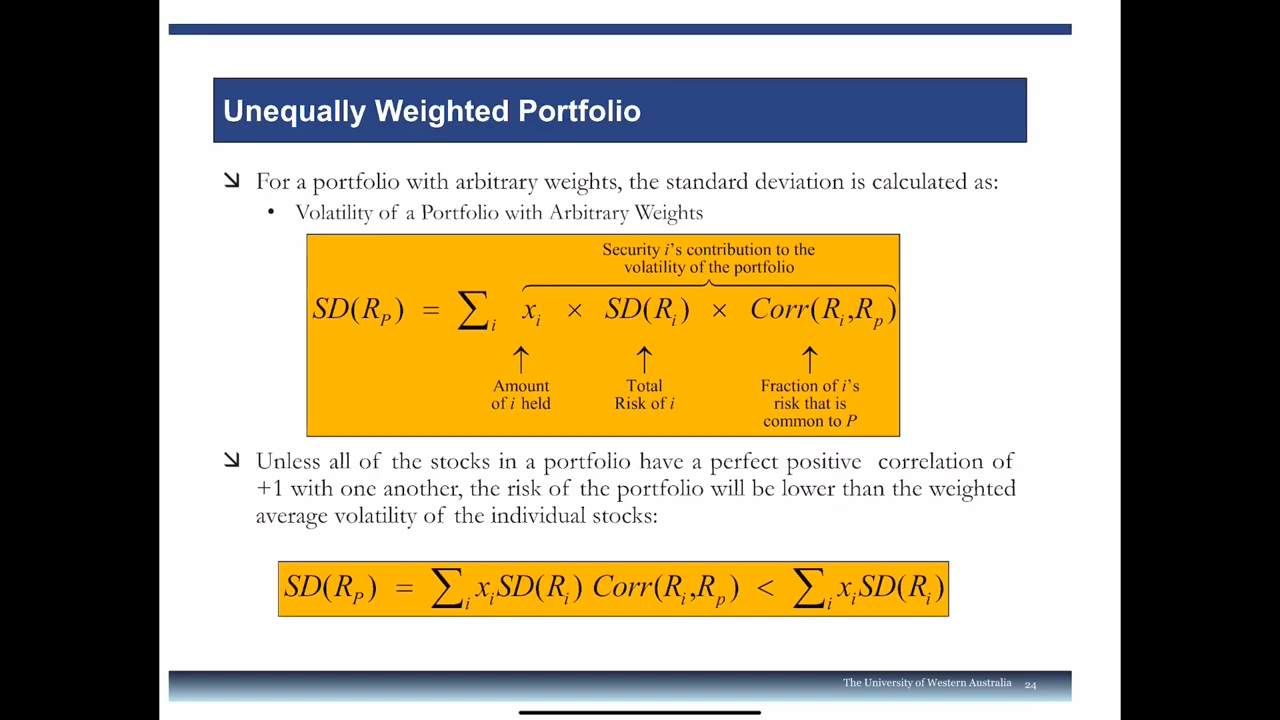 Unequally Weighted Portfolio
For a portfolio with arbitrary weights, the standard deviation is calculated as:
• Volatility of a Portfolio with Arbitrary Weights
Security i's contribution to the
volatility of the portfolio
SD(R_P) = ∑_i x_i × SD(R_i) × Corr(R_i,R_p)
↑ ↑ ↑
Amount
of i held
Total
Risk of i
Fraction of i's
risk that is
common to P
Unless all of the stocks in a portfolio have a perfect positive correlation of
+1 with one another, the risk of the portfolio will be lower than the weighted
average volatility of the individual stocks:
SD(R_P) = ∑_i x_i SD(R_i) Corr(R_i,R_p) < ∑_i x_i SD(R_i)
The University of Western Australia 24